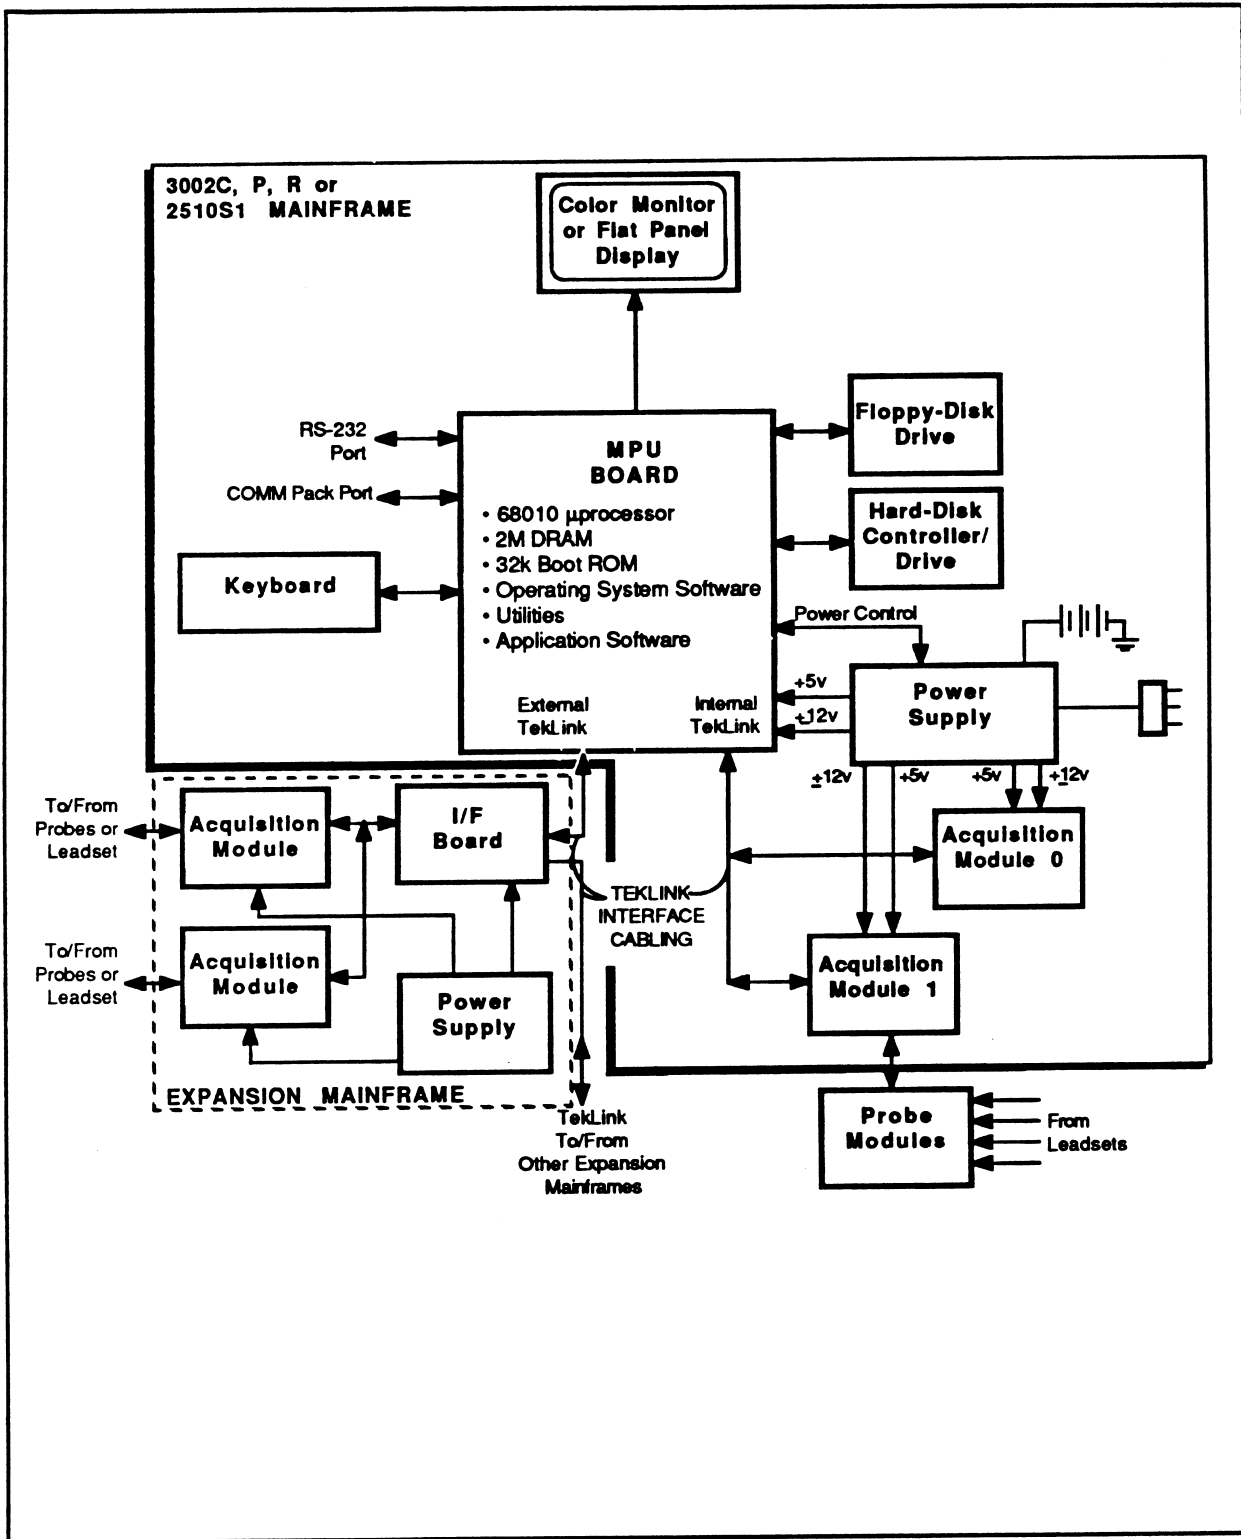 3002C, P, R or
2510S1 MAINFRAME
Color Monitor
or Flat Panel
Display
RS-232
Port
COMM Pack Port
Keyboard
MPU
BOARD
• 68010 µprocessor
• 2M DRAM
• 32k Boot ROM
• Operating System Software
• Utilities
• Application Software
External
TekLink
Internal
TekLink
Floppy-Disk
Drive
Hard-Disk
Controller/
Drive
Power Control
+5v
±12v
Power
Supply
±12v
+5v
+5v
±12v
Acquisition
Module 0
Acquisition
Module 1
Probe
Modules
From
Leadsets
To/From
Probes or
Leadset
Acquisition
Module
I/F
Board
TEKLINK
INTERFACE
CABLING
To/From
Probes or
Leadset
Acquisition
Module
Power
Supply
EXPANSION MAINFRAME
TekLink
To/From
Other Expansion
Mainframes